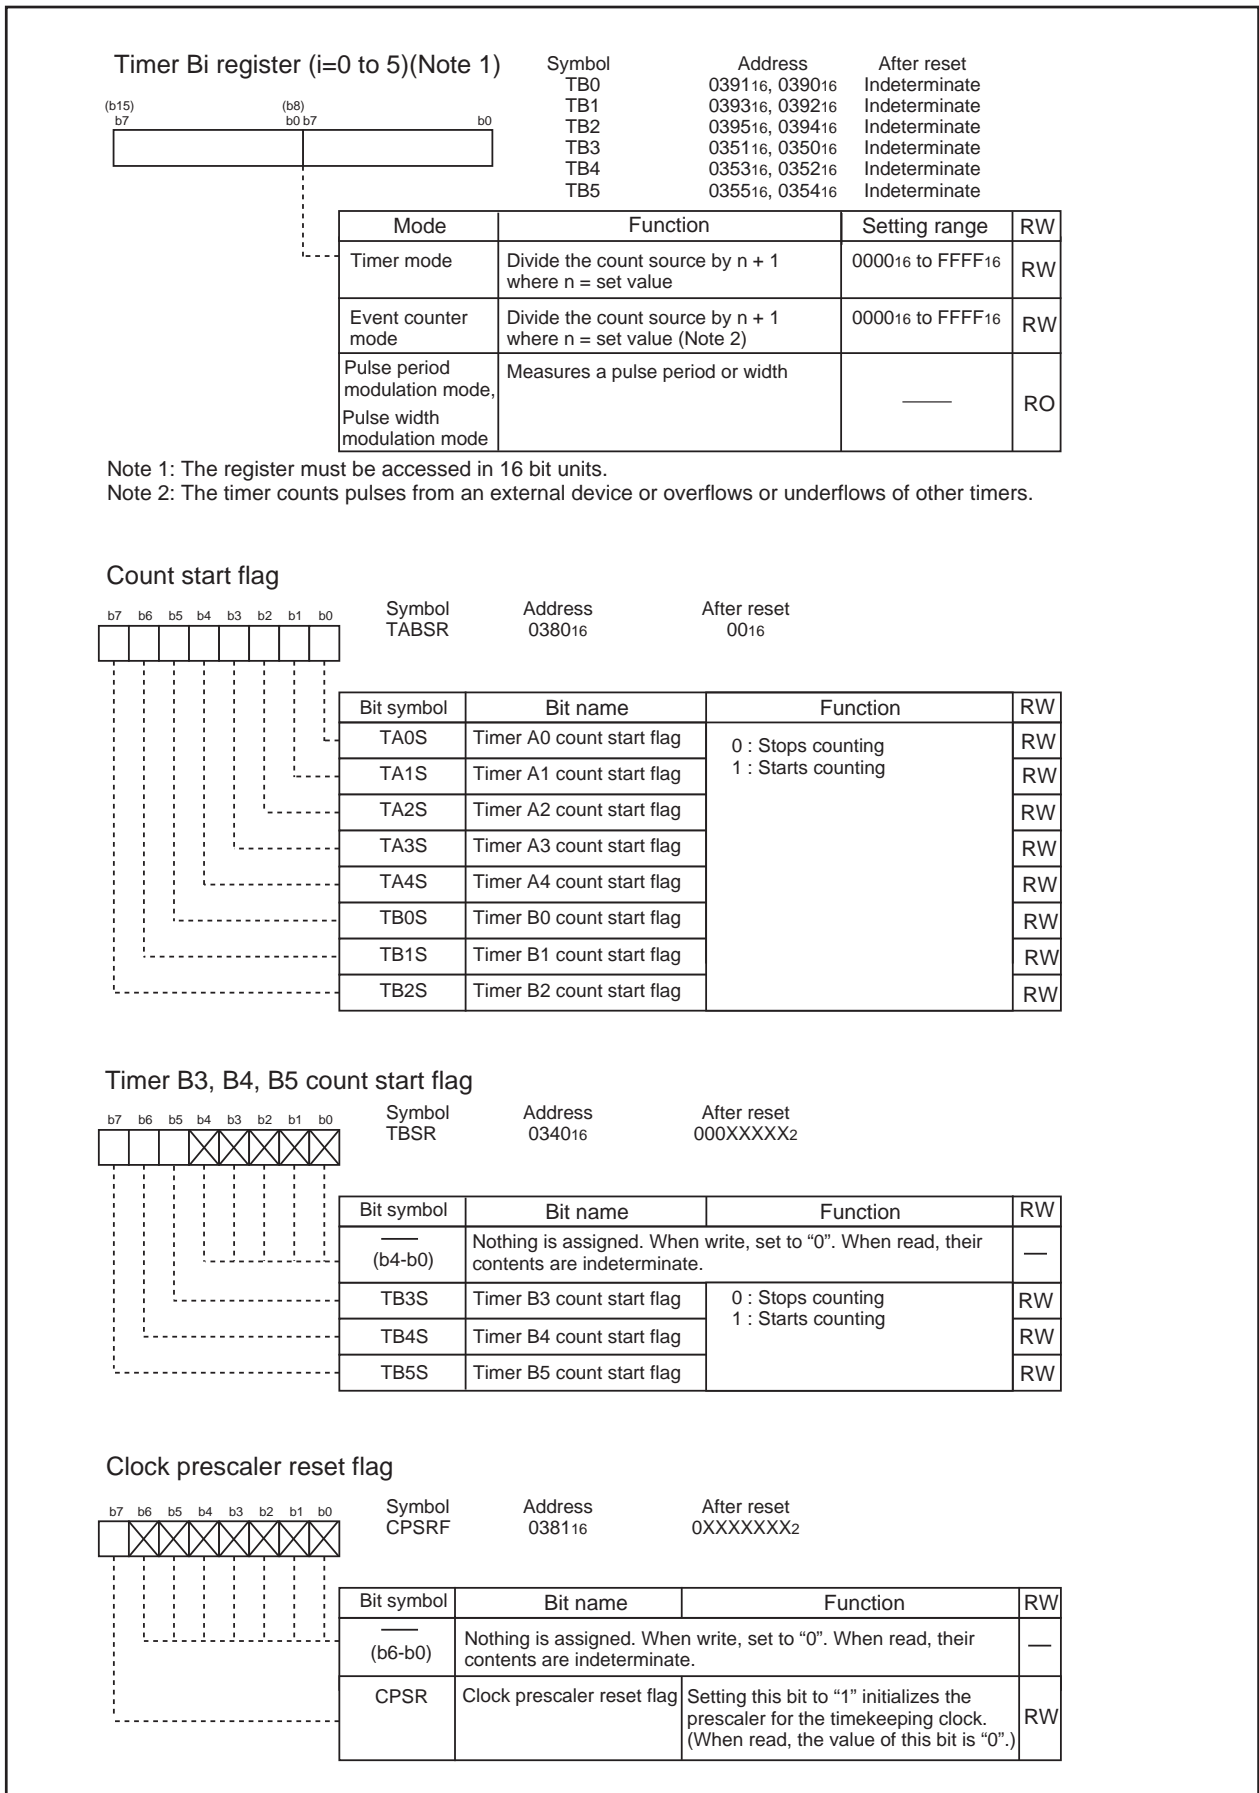 Timer Bi register (i=0 to 5)(Note 1)
Symbol Address After reset
TB0 039116, 039016 Indeterminate
TB1 039316, 039216 Indeterminate
TB2 039516, 039416 Indeterminate
TB3 035116, 035016 Indeterminate
TB4 035316, 035216 Indeterminate
TB5 035516, 035416 Indeterminate
(b15) (b8)
b7 b0 b7 b0
Mode Function Setting range RW
Timer mode Divide the count source by n + 1 000016 to FFFF16 RW
where n = set value
Event counter Divide the count source by n + 1 000016 to FFFF16 RW
mode where n = set value (Note 2)
Pulse period Measures a pulse period or width
modulation mode,
— RO
Pulse width
modulation mode
Note 1: The register must be accessed in 16 bit units.
Note 2: The timer counts pulses from an external device or overflows or underflows of other timers.
Count start flag
b7 b6 b5 b4 b3 b2 b1 b0
Symbol Address After reset
TABSR 038016 0016
Bit symbol Bit name Function RW
TA0S Timer A0 count start flag 0 : Stops counting RW
TA1S Timer A1 count start flag 1 : Starts counting RW
TA2S Timer A2 count start flag RW
TA3S Timer A3 count start flag RW
TA4S Timer A4 count start flag RW
TB0S Timer B0 count start flag RW
TB1S Timer B1 count start flag RW
TB2S Timer B2 count start flag RW
Timer B3, B4, B5 count start flag
b7 b6 b5 b4 b3 b2 b1 b0
Symbol Address After reset
TBSR 034016 000XXXXX2
Bit symbol Bit name Function RW
— Nothing is assigned. When write, set to “0”. When read, their —
(b4-b0) contents are indeterminate.
TB3S Timer B3 count start flag 0 : Stops counting RW
1 : Starts counting
TB4S Timer B4 count start flag RW
TB5S Timer B5 count start flag RW
Clock prescaler reset flag
b7 b6 b5 b4 b3 b2 b1 b0
Symbol Address After reset
CPSRF 038116 0XXXXXXX2
Bit symbol Bit name Function RW
— Nothing is assigned. When write, set to “0”. When read, their —
(b6-b0) contents are indeterminate.
CPSR Clock prescaler reset flag Setting this bit to “1” initializes the
prescaler for the timekeeping clock. RW
(When read, the value of this bit is “0”.)